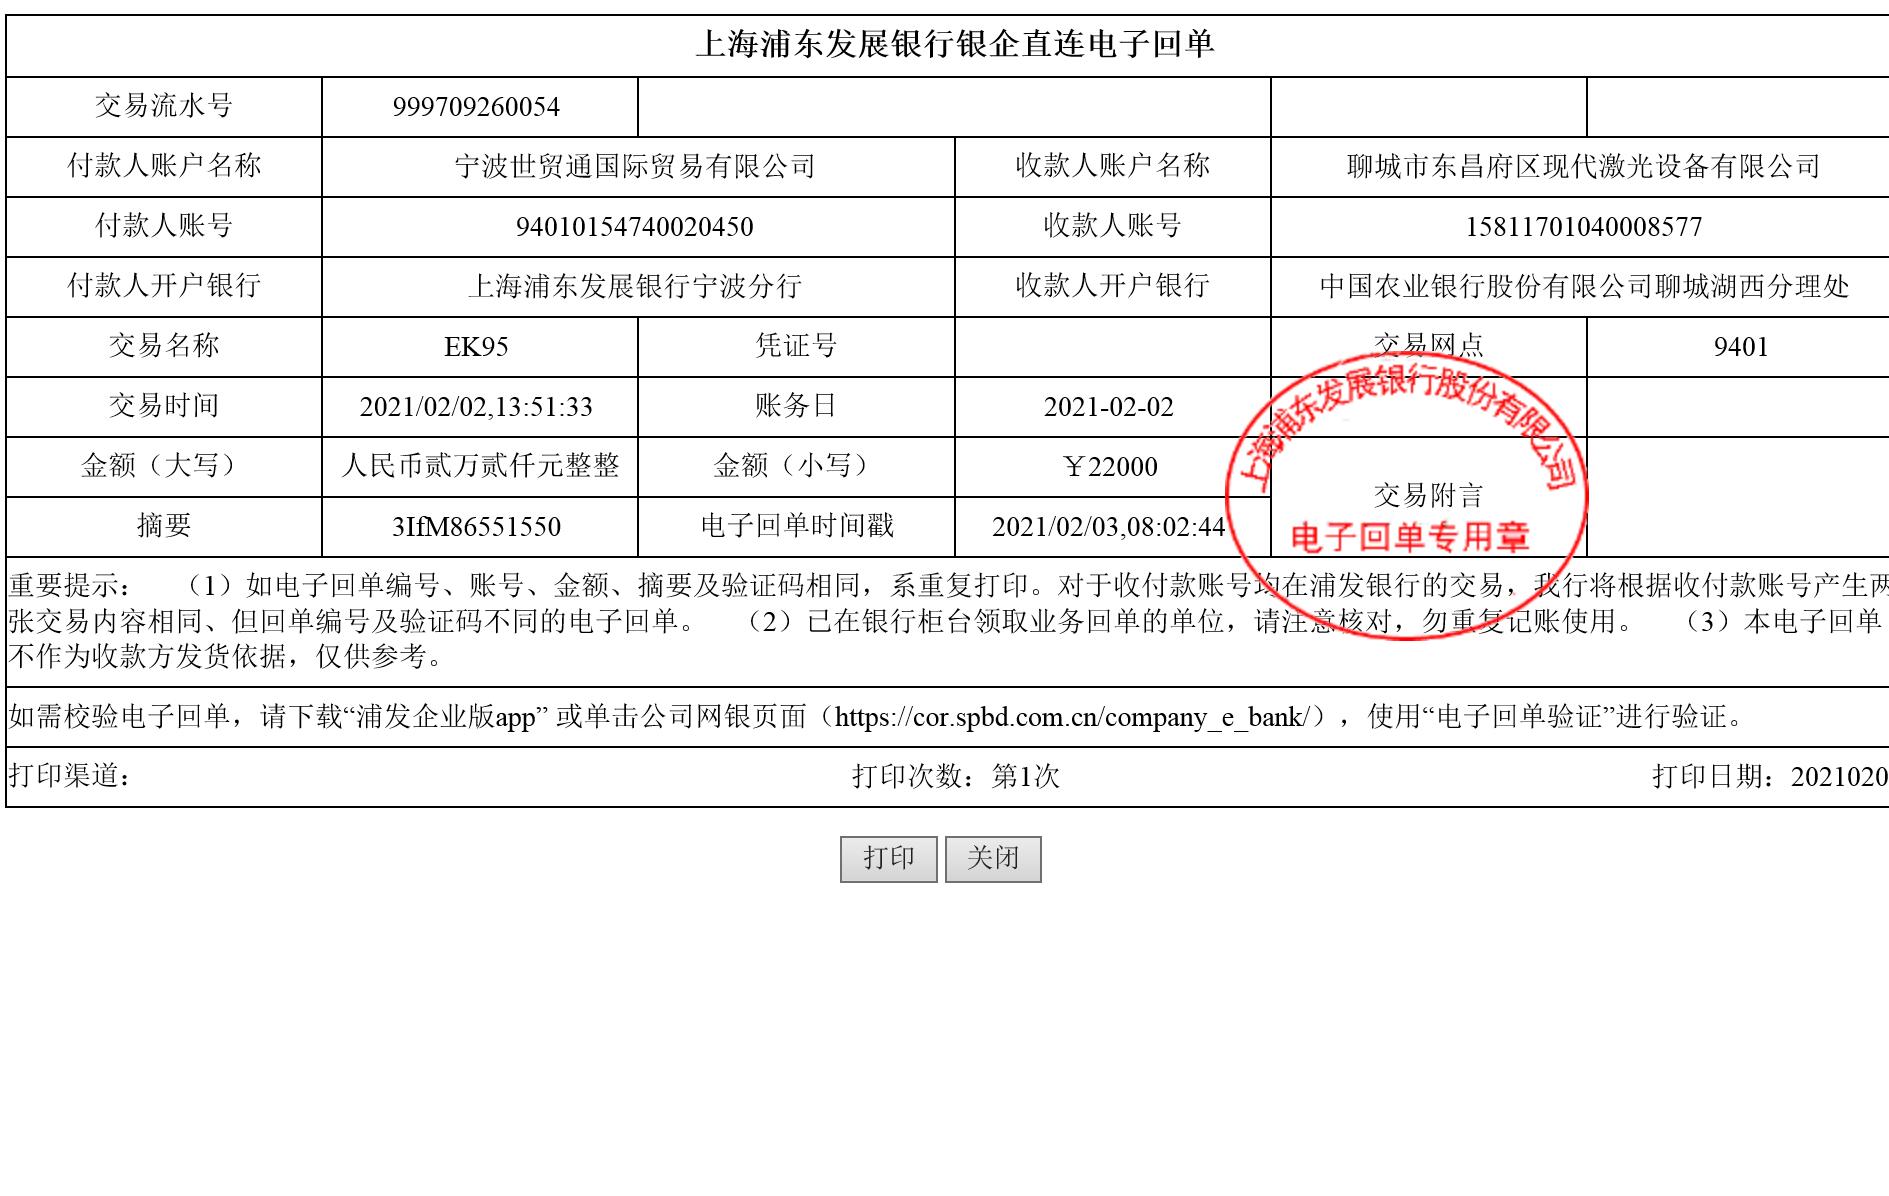 上海浦东发展银行银企直连电子回单
交易流水号 999709260054
付款人账户名称 宁波世贸通国际贸易有限公司 收款人账户名称 聊城市东昌府区现代激光设备有限公司
付款人账号 94010154740020450 收款人账号 15811701040008577
付款人开户银行 上海浦东发展银行宁波分行 收款人开户银行 中国农业银行股份有限公司聊城湖西分理处
交易名称 EK95 凭证号 交易网点 9401
交易时间 2021/02/02,13:51:33 账务日 2021-02-02
金额（大写） 人民币贰万贰仟元整整 金额（小写） ￥22000
交易附言
摘要 3IfM86551550 电子回单时间戳 2021/02/03,08:02:44
上海浦东发展银行股份有限公司
电子回单专用章
重要提示： （1）如电子回单编号、账号、金额、摘要及验证码相同，系重复打印。对于收付款账号均在浦发银行的交易，我行将根据收付款账号产生两
张交易内容相同、但回单编号及验证码不同的电子回单。 （2）已在银行柜台领取业务回单的单位，请注意核对，勿重复记账使用。 （3）本电子回单
不作为收款方发货依据，仅供参考。
如需校验电子回单，请下载“浦发企业版app” 或单击公司网银页面（https://cor.spbd.com.cn/company_e_bank/），使用“电子回单验证”进行验证。
打印渠道： 打印次数：第1次 打印日期：2021020
打印 关闭